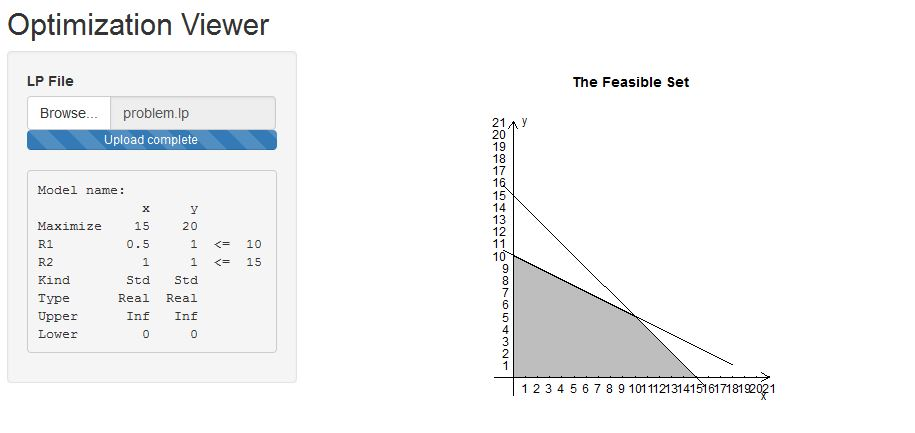 Optimization Viewer
LP File
Browse... problem.lp
Upload complete
Model name:
x y
Maximize 15 20
R1 0.5 1 <= 10
R2 1 1 <= 15
Kind Std Std
Type Real Real
Upper Inf Inf
Lower 0 0
The Feasible Set
y
21
20
19
18
17
16
15
14
13
12
11
10
9
8
7
6
5
4
3
2
1
1 2 3 4 5 6 7 8 9 10 11 12 13 14 15 16 17 18 19 20 21
x